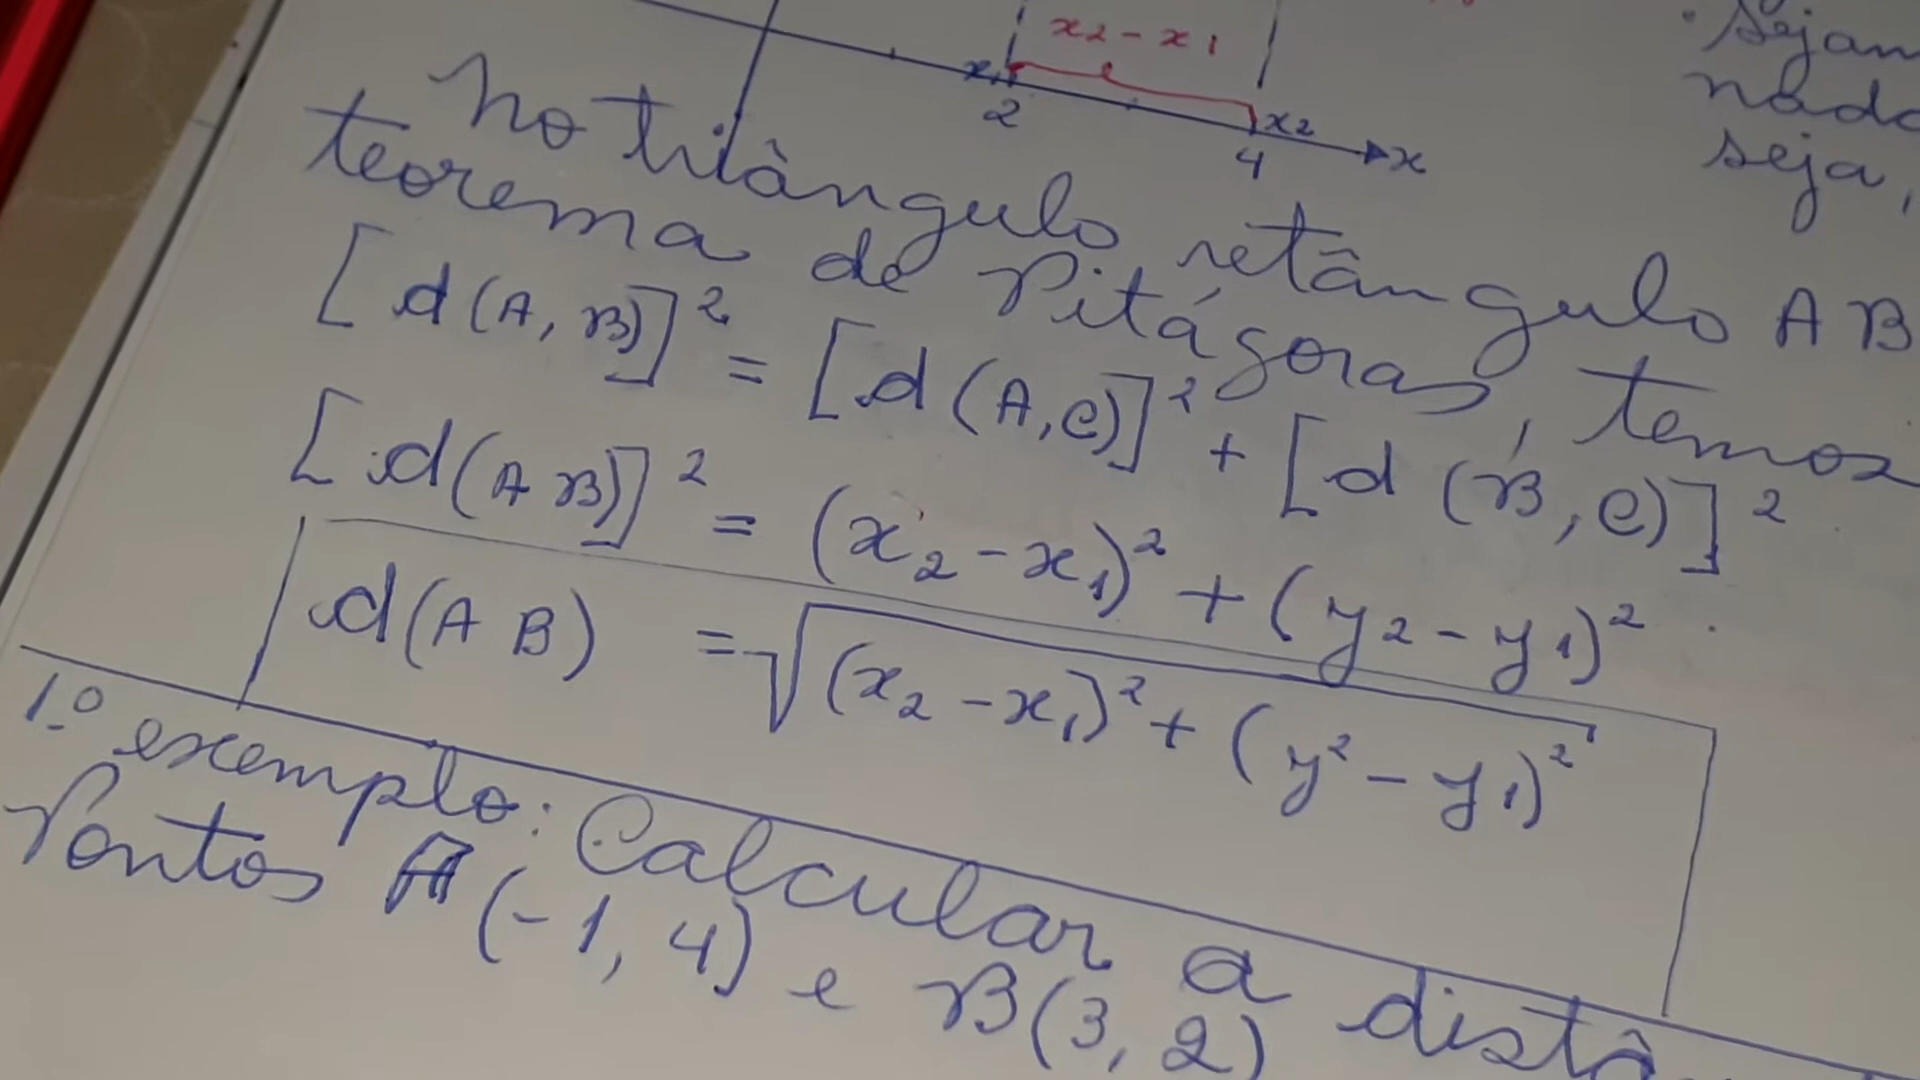 x2 - x1
x1 x2
2 4 x
No triângulo retângulo AB
teorema de Pitágoras, temos
[d(A, B)]² = [d(A,C)]² + [d(B,C)]²
[d(A B)]² = (x₂ - x₁)² + (y₂ - y₁)².
d(A B) = √(x₂ - x₁)² + (y² - y₁)²
1.º exemplo: Calcular a distân
Pontos A(-1, 4) e B(3, 2)
• Sejam
nado
seja,